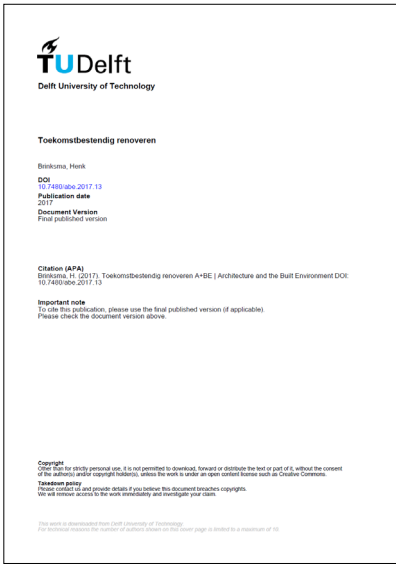 TUDelft
Delft University of Technology
Toekomstbestendig renoveren
Brinksma, Henk
DOI
10.7480/abe.2017.13
Publication date
2017
Document Version
Final published version
Citation (APA)
Brinksma, H. (2017). Toekomstbestendig renoveren A+BE | Architecture and the Built Environment DOI:
10.7480/abe.2017.13
Important note
To cite this publication, please use the final published version (if applicable).
Please check the document version above.
Copyright
Other than for strictly personal use, it is not permitted to download, forward or distribute the text or part of it, without the consent
of the author(s) and/or copyright holder(s), unless the work is under an open content license such as Creative Commons.
Takedown policy
Please contact us and provide details if you believe this document breaches copyrights.
We will remove access to the work immediately and investigate your claim.
This work is downloaded from Delft University of Technology.
For technical reasons the number of authors shown on this cover page is limited to a maximum of 10.